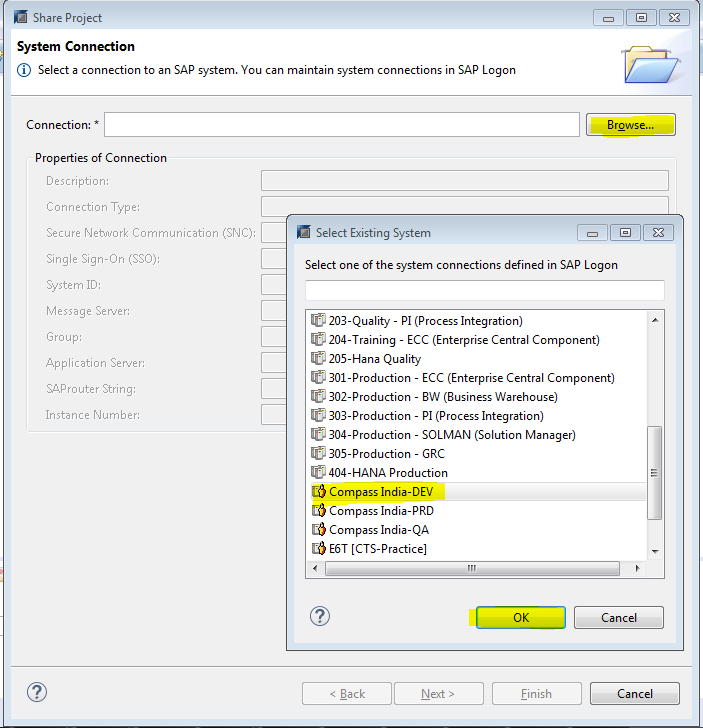 Share Project
System Connection
Select a connection to an SAP system. You can maintain system connections in SAP Logon
Connection: *
Browse...
Properties of Connection
Description:
Connection Type:
Secure Network Communication (SNC):
Single Sign-On (SSO):
System ID:
Message Server:
Group:
Application Server:
SAProuter String:
Instance Number:
Select Existing System
Select one of the system connections defined in SAP Logon
203-Quality - PI (Process Integration)
204-Training - ECC (Enterprise Central Component)
205-Hana Quality
301-Production - ECC (Enterprise Central Component)
302-Production - BW (Business Warehouse)
303-Production - PI (Process Integration)
304-Production - SOLMAN (Solution Manager)
305-Production - GRC
404-HANA Production
Compass India-DEV
Compass India-PRD
Compass India-QA
E6T [CTS-Practice]
OK
Cancel
< Back
Next >
Finish
Cancel